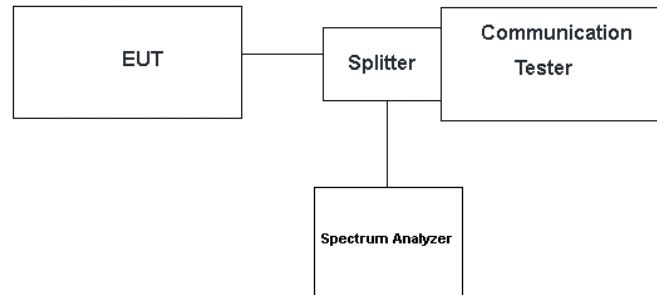 EUT
Splitter
Communication
Tester
Spectrum Analyzer